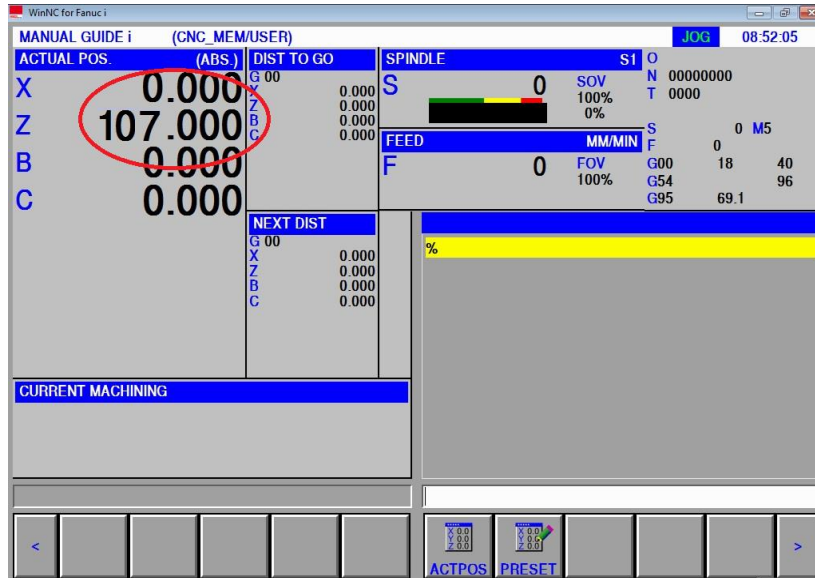 WinNC for Fanuc i
MANUAL GUIDE i (CNC_MEM/USER) JOG 08:52:05
ACTUAL POS. (ABS.)
X 0.000
Z 107.000
B 0.000
C 0.000
DIST TO GO
G 00
X 0.000
Z 0.000
B 0.000
C 0.000
SPINDLE S1
S 0 SOV
100%
0%
FEED MM/MIN
F 0 FOV
100%
O
N 00000000
T 0000
S 0 M5
F 0
G00 18 40
G54 96
G95 69.1
NEXT DIST
G 00
X 0.000
Z 0.000
B 0.000
C 0.000
%
CURRENT MACHINING
< ACTPOS PRESET >